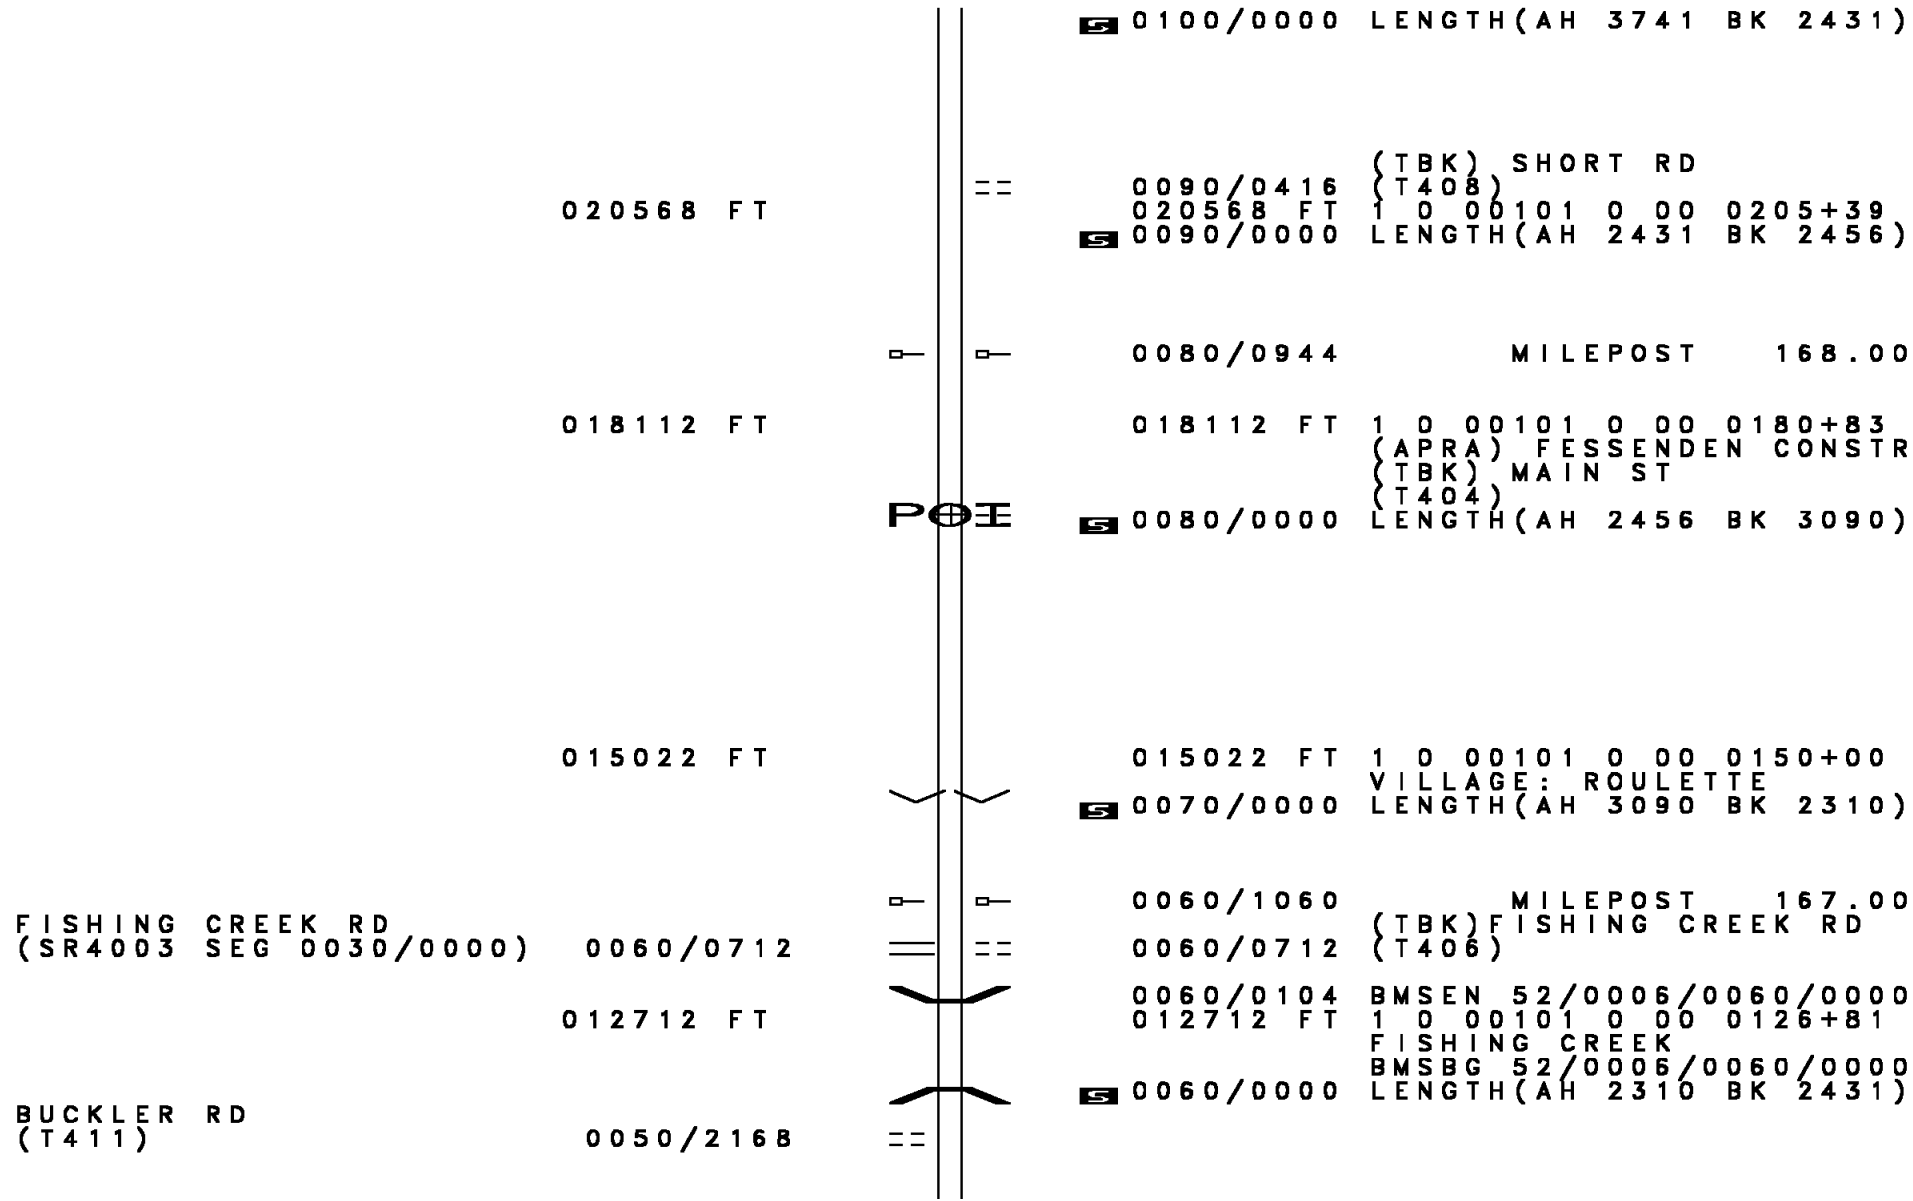 S 0100/0000 LENGTH(AH 3741 BK 2431)
(TBK) SHORT RD
0090/0416 (T408)
020568 FT 020568 FT 1 0 00101 0 00 0205+39
S 0090/0000 LENGTH(AH 2431 BK 2456)
0080/0944 MILEPOST 168.00
018112 FT 018112 FT 1 0 00101 0 00 0180+83
(APRA) FESSENDEN CONSTR
(TBK) MAIN ST
(T404)
POI S 0080/0000 LENGTH(AH 2456 BK 3090)
015022 FT 015022 FT 1 0 00101 0 00 0150+00
VILLAGE: ROULETTE
S 0070/0000 LENGTH(AH 3090 BK 2310)
0060/1060 MILEPOST 167.00
FISHING CREEK RD (TBK)FISHING CREEK RD
(SR4003 SEG 0030/0000) 0060/0712 0060/0712 (T406)
0060/0104 BMSEN 52/0006/0060/0000
012712 FT 012712 FT 1 0 00101 0 00 0126+81
FISHING CREEK
BMSBG 52/0006/0060/0000
S 0060/0000 LENGTH(AH 2310 BK 2431)
BUCKLER RD
(T411) 0050/2168